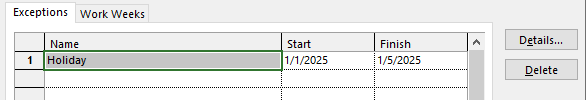 Exceptions Work Weeks
Name Start Finish
1 Holiday 1/1/2025 1/5/2025
Details...
Delete